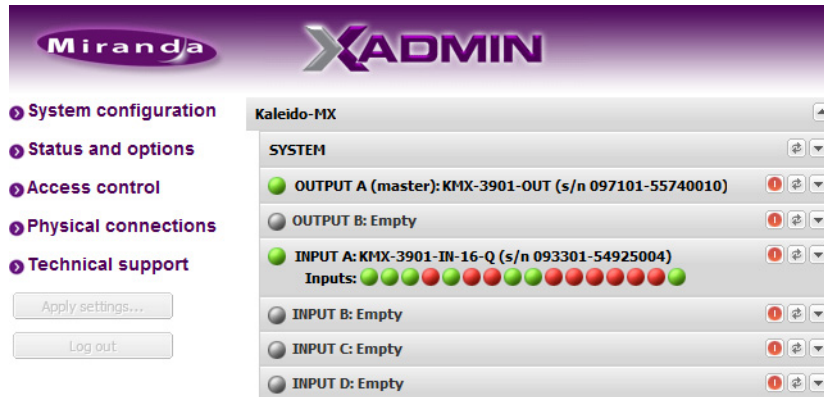 Miranda
XADMIN
System configuration
Status and options
Access control
Physical connections
Technical support
Apply settings...
Log out
Kaleido-MX
SYSTEM
OUTPUT A (master): KMX-3901-OUT (s/n 097101-55740010)
OUTPUT B: Empty
INPUT A: KMX-3901-IN-16-Q (s/n 093301-54925004)
Inputs:
INPUT B: Empty
INPUT C: Empty
INPUT D: Empty